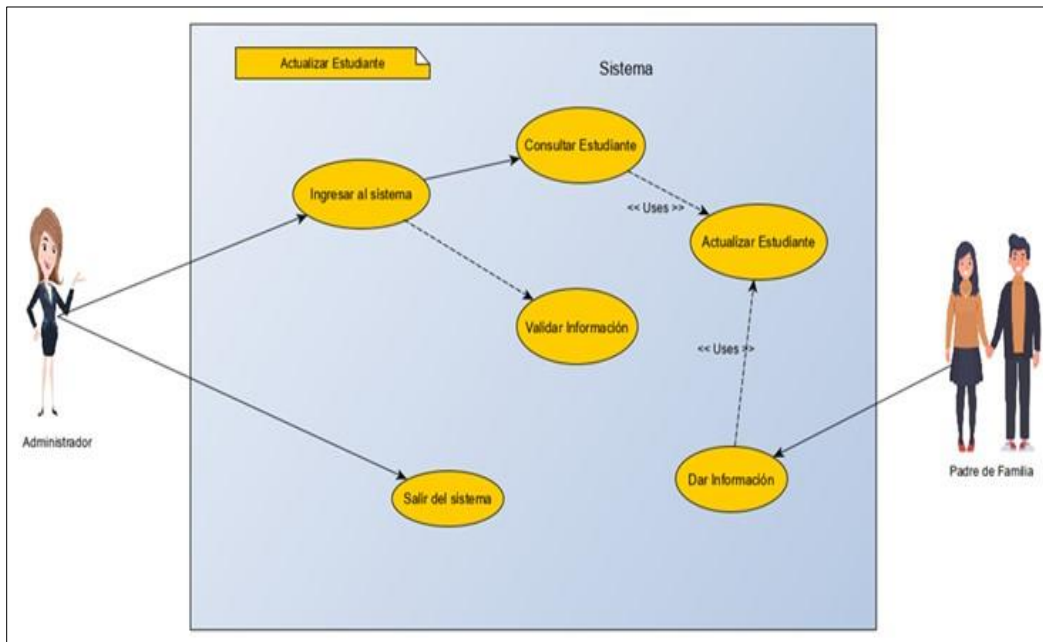 Actualizar Estudiante
Sistema
Consultar Estudiante
Ingresar al sistema
<< Uses >>
Actualizar Estudiante
Validar Información
<< Uses >>
Administrador
Dar Información
Padre de Familia
Salir del sistema